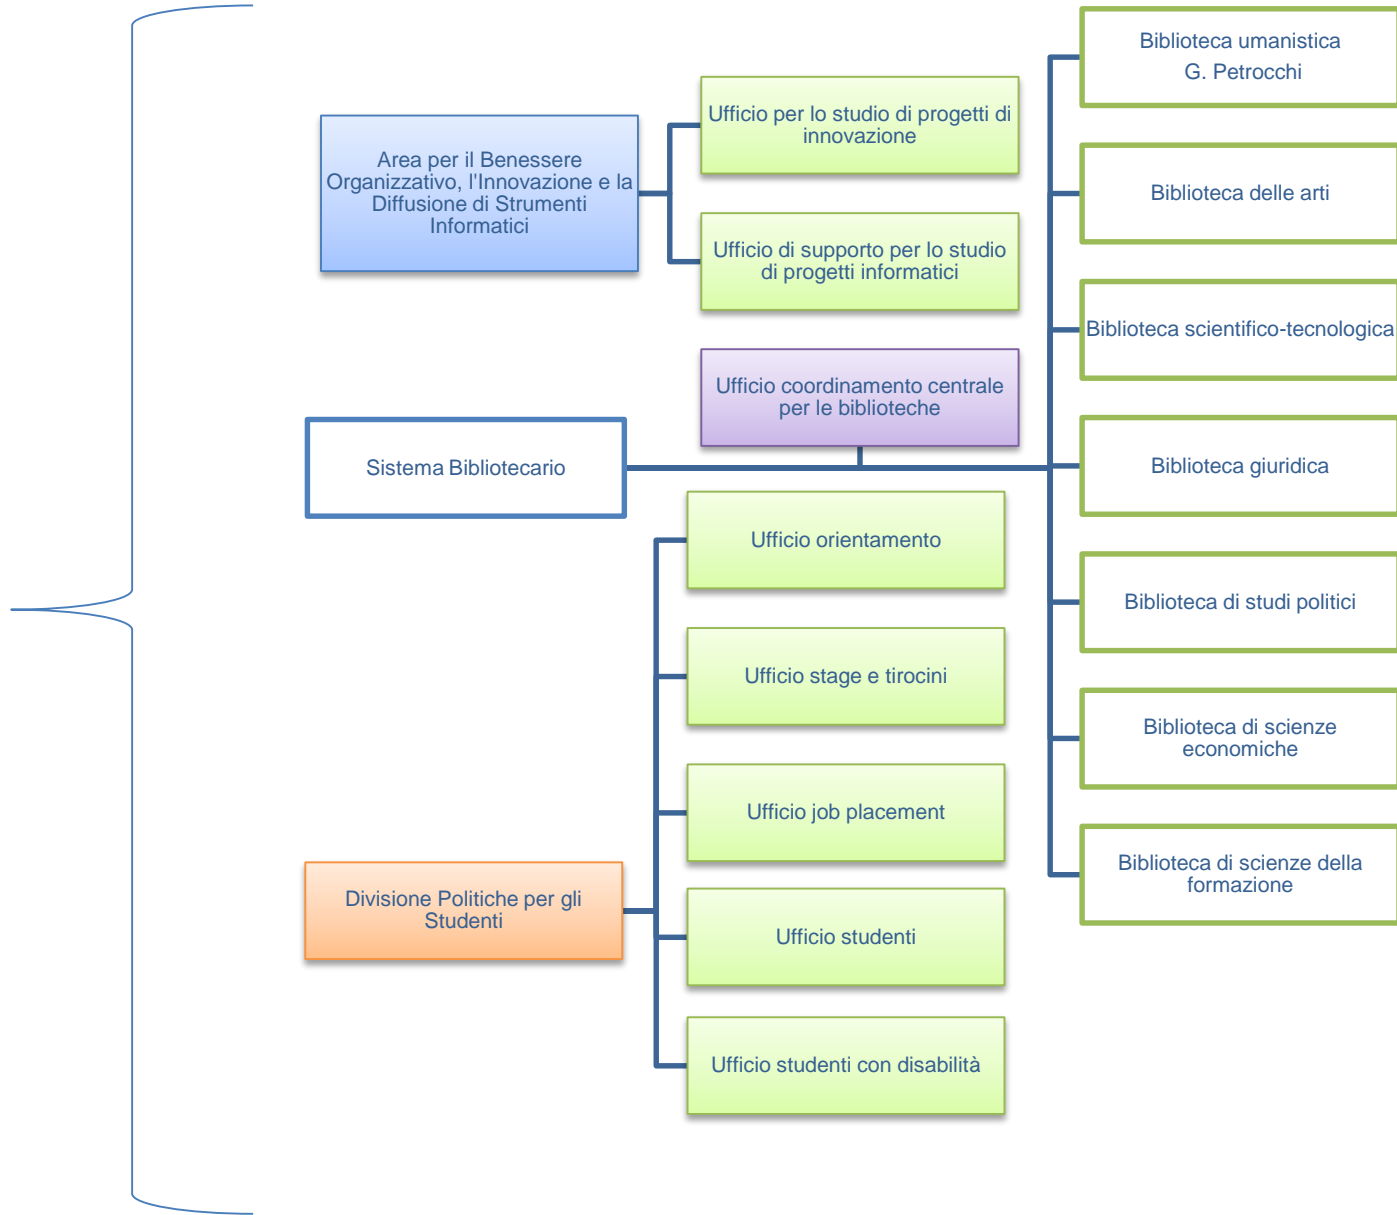 Area per il Benessere
Organizzativo, l'Innovazione e la
Diffusione di Strumenti
Informatici
Ufficio per lo studio di progetti di
innovazione
Ufficio di supporto per lo studio
di progetti informatici
Sistema Bibliotecario
Ufficio coordinamento centrale
per le biblioteche
Biblioteca umanistica
G. Petrocchi
Biblioteca delle arti
Biblioteca scientifico-tecnologica
Biblioteca giuridica
Biblioteca di studi politici
Biblioteca di scienze
economiche
Biblioteca di scienze della
formazione
Divisione Politiche per gli
Studenti
Ufficio orientamento
Ufficio stage e tirocini
Ufficio job placement
Ufficio studenti
Ufficio studenti con disabilità